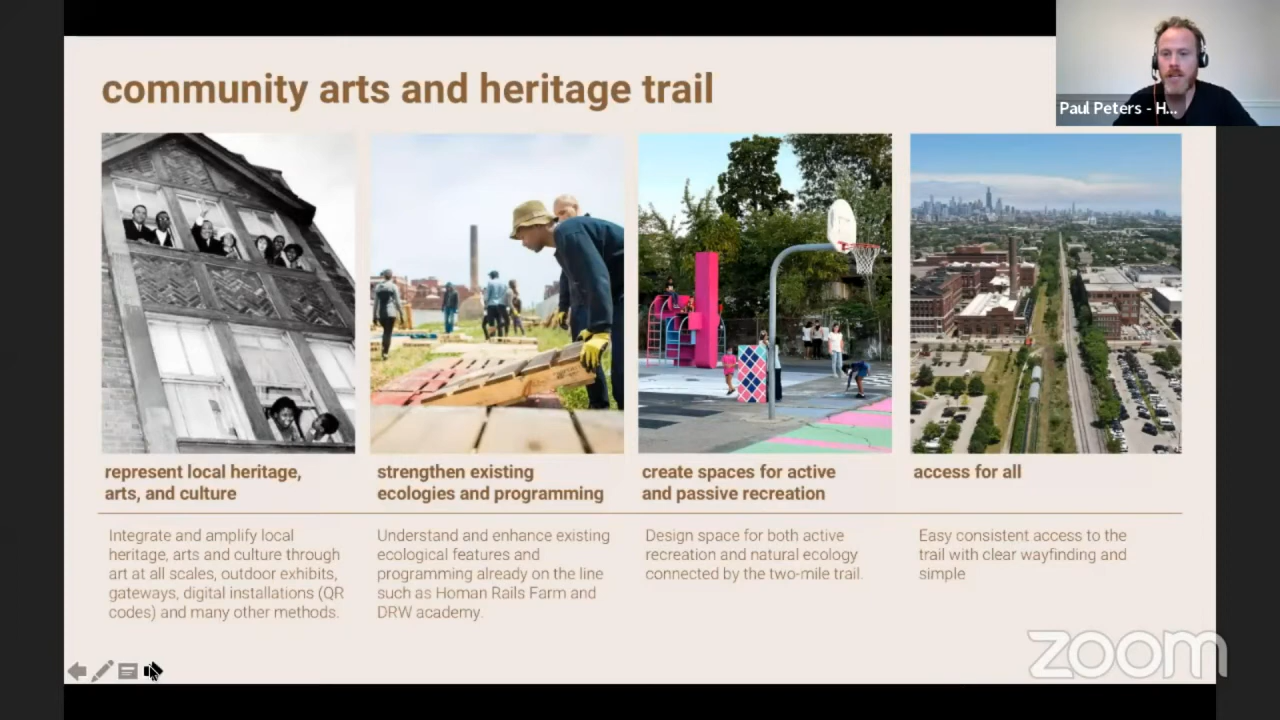 community arts and heritage trail
Paul Peters - H...
represent local heritage,
arts, and culture
Integrate and amplify local
heritage, arts and culture through
art at all scales, outdoor exhibits,
gateways, digital installations (QR
codes) and many other methods.
strengthen existing
ecologies and programming
Understand and enhance existing
ecological features and
programming already on the line
such as Homan Rails Farm and
DRW academy.
create spaces for active
and passive recreation
Design space for both active
recreation and natural ecology
connected by the two-mile trail.
access for all
Easy consistent access to the
trail with clear wayfinding and
simple
zoom